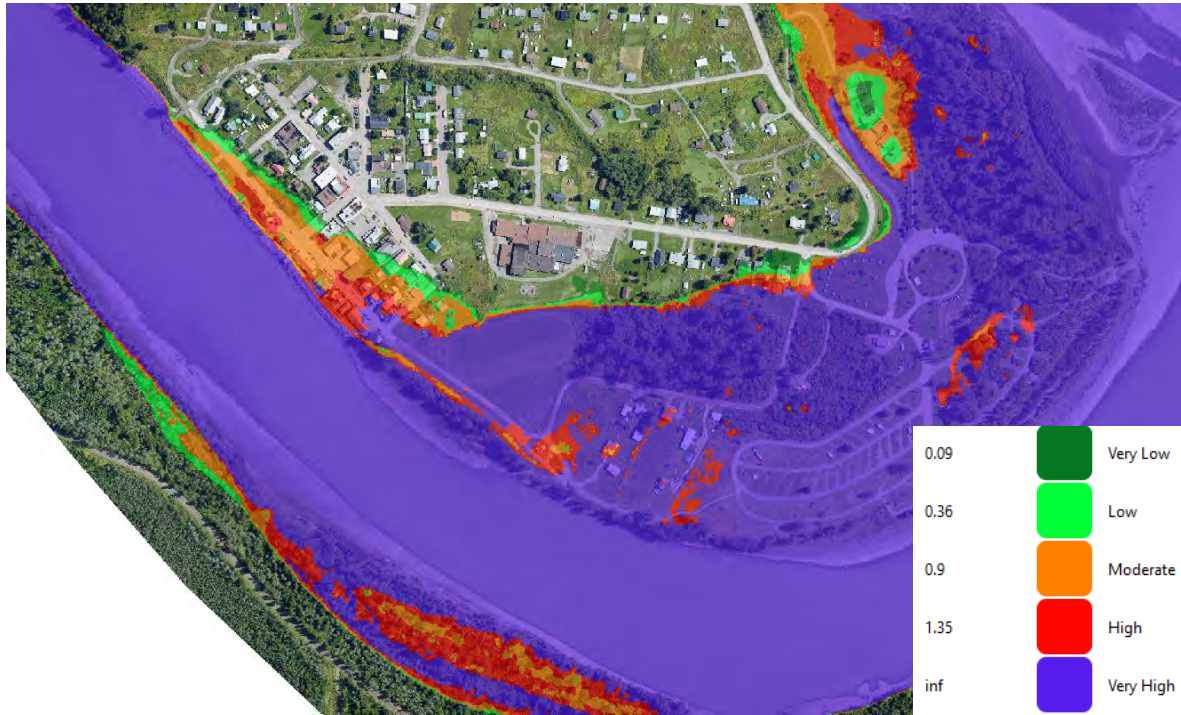 0.09 Very Low
0.36 Low
0.9 Moderate
1.35 High
inf Very High